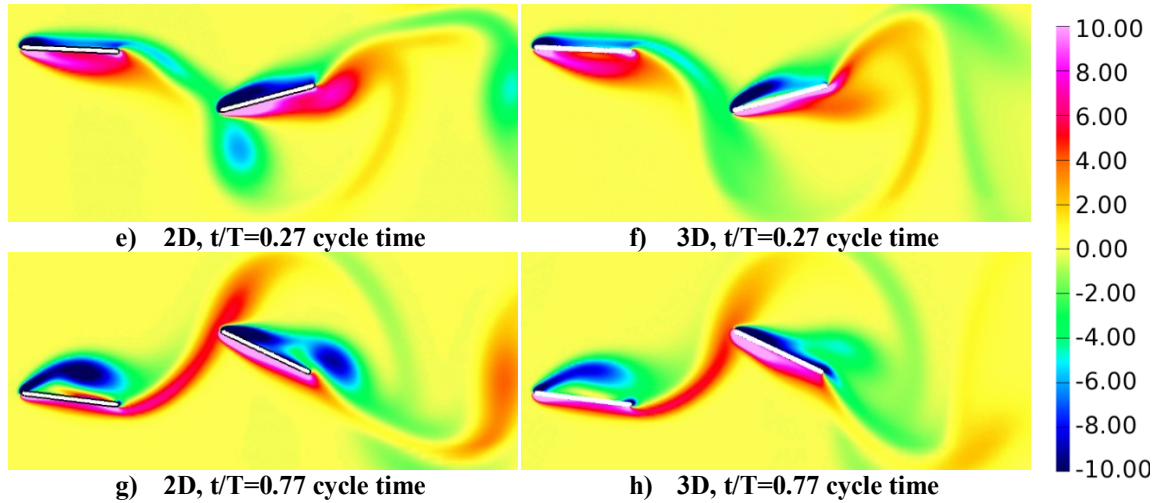 e) 2D, t/T=0.27 cycle time
f) 3D, t/T=0.27 cycle time
g) 2D, t/T=0.77 cycle time
h) 3D, t/T=0.77 cycle time
10.00
8.00
6.00
4.00
2.00
0.00
-2.00
-4.00
-6.00
-8.00
-10.00